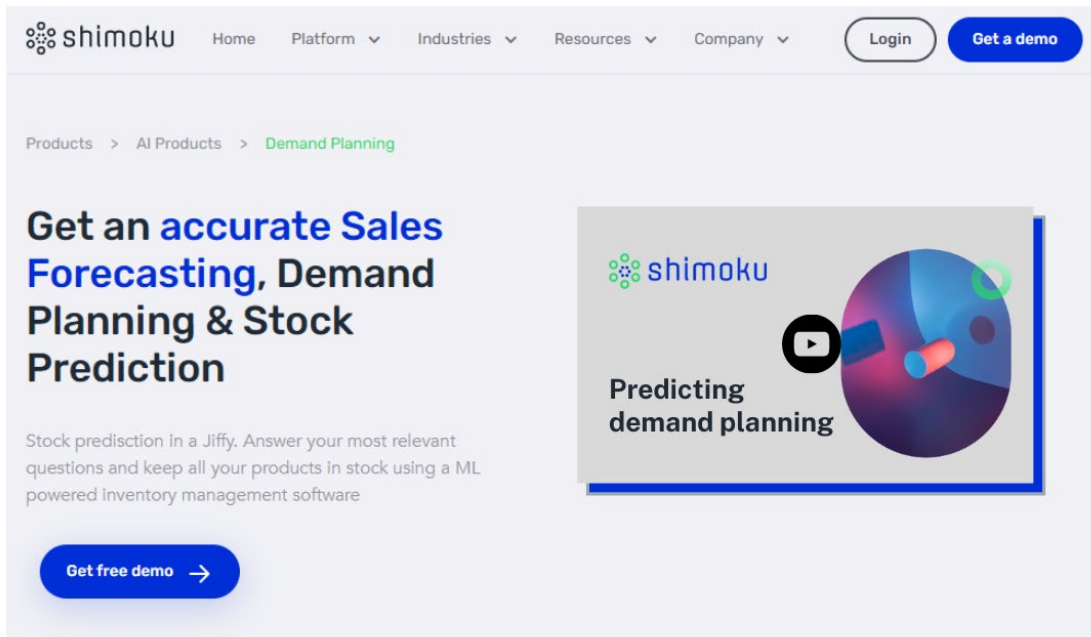 shimoku Home Platform Industries Resources Company Login Get a demo
Products > AI Products > Demand Planning
Get an accurate Sales
Forecasting, Demand
Planning & Stock
Prediction
Stock predisction in a Jiffy. Answer your most relevant
questions and keep all your products in stock using a ML
powered inventory management software
Get free demo →
shimoku
Predicting
demand planning